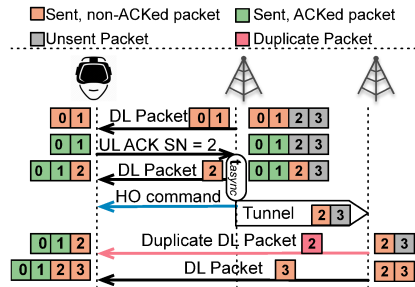 Sent, non-ACKed packet
Sent, ACKed packet
Unsent Packet
Duplicate Packet
0 1
DL Packet
0 1
0 1 2 3
0 1
UL ACK SN = 2
0 1 2 3
0 1 2
DL Packet
2
0 1 2 3
tasync
HO command
Tunnel
2 3
0 1 2
Duplicate DL Packet
2
2 3
0 1 2 3
DL Packet
3
2 3